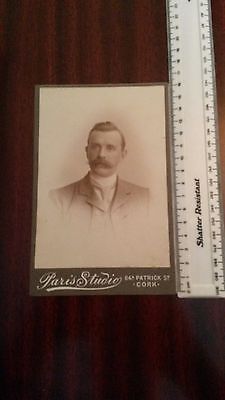 Paris Studio
84A PATRICK ST
CORK.
Shatter Resistant